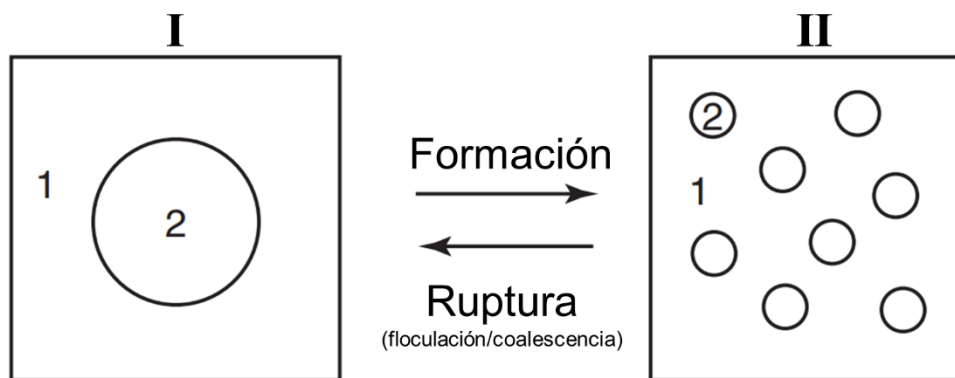 I
II
1
2
Formación
Ruptura
(floculación/coalescencia)
2
1